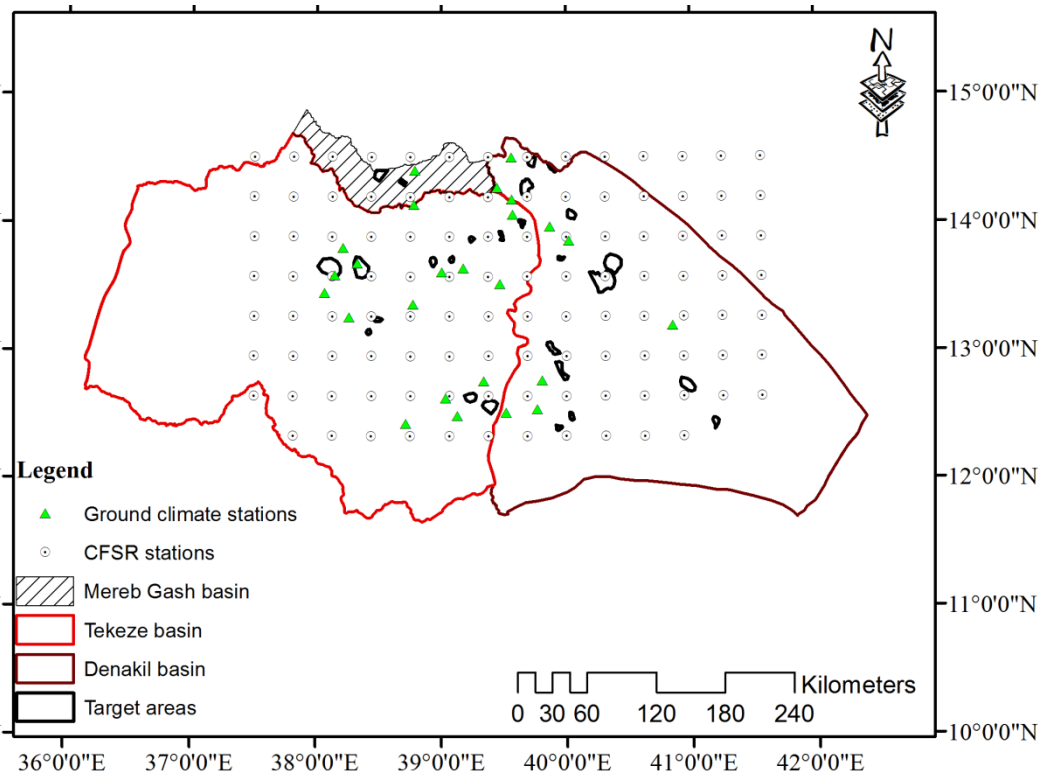 N
15°0'0"N
14°0'0"N
13°0'0"N
12°0'0"N
11°0'0"N
10°0'0"N
Legend
Ground climate stations
CFSR stations
Mereb Gash basin
Tekeze basin
Denakil basin
Target areas
Kilometers
0 30 60 120 180 240
36°0'0"E 37°0'0"E 38°0'0"E 39°0'0"E 40°0'0"E 41°0'0"E 42°0'0"E